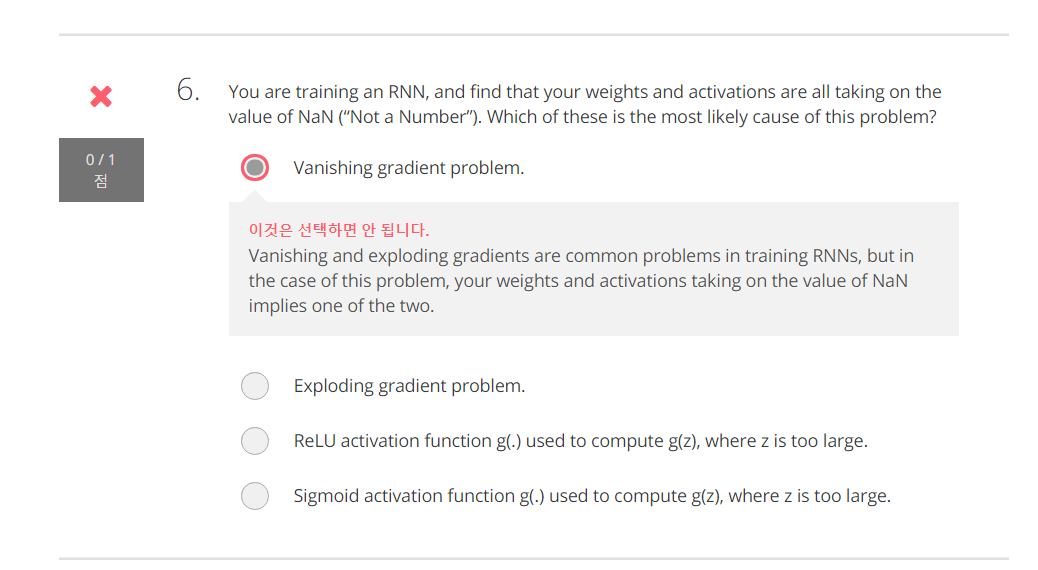 6.
You are training an RNN, and find that your weights and activations are all taking on the
value of NaN (“Not a Number”). Which of these is the most likely cause of this problem?
0 / 1
점
Vanishing gradient problem.
이것은 선택하면 안 됩니다.
Vanishing and exploding gradients are common problems in training RNNs, but in
the case of this problem, your weights and activations taking on the value of NaN
implies one of the two.
Exploding gradient problem.
ReLU activation function g(.) used to compute g(z), where z is too large.
Sigmoid activation function g(.) used to compute g(z), where z is too large.